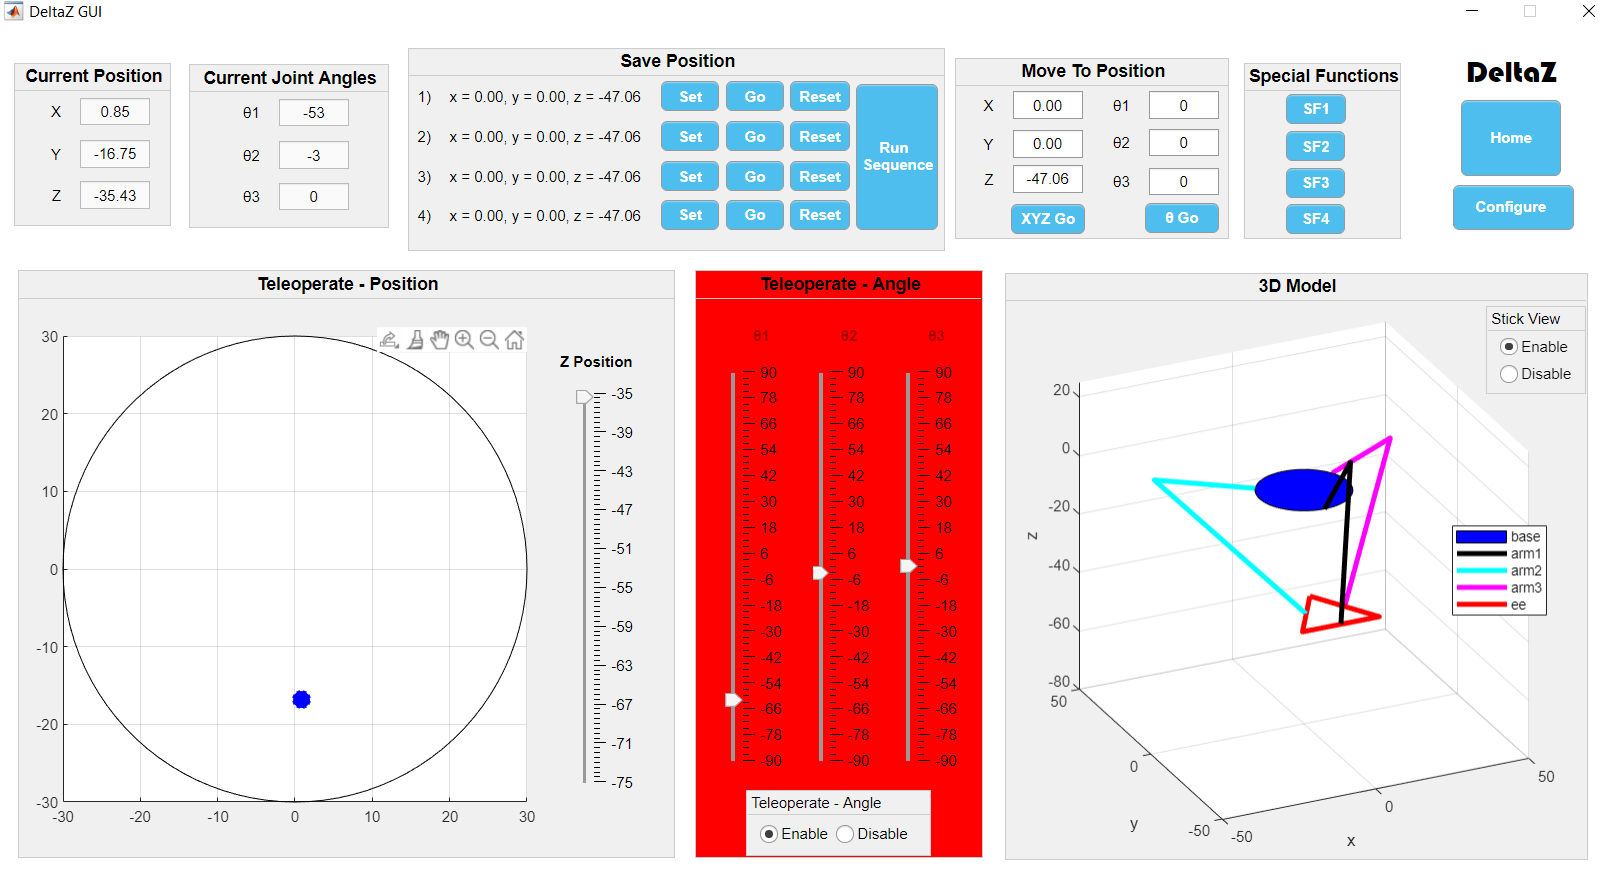 DeltaZ GUI
Current Position
X 0.85
Y -16.75
Z -35.43
Current Joint Angles
θ1 -53
θ2 -3
θ3 0
Save Position
1) x = 0.00, y = 0.00, z = -47.06 Set Go Reset
2) x = 0.00, y = 0.00, z = -47.06 Set Go Reset
3) x = 0.00, y = 0.00, z = -47.06 Set Go Reset
4) x = 0.00, y = 0.00, z = -47.06 Set Go Reset
Run
Sequence
Move To Position
X 0.00 θ1 0
Y 0.00 θ2 0
Z -47.06 θ3 0
XYZ Go θ Go
Special Functions
SF1
SF2
SF3
SF4
DeltaZ
Home
Configure
Teleoperate - Position
30
20
10
0
-10
-20
-30
-30 -20 -10 0 10 20 30
Z Position
-35
-39
-43
-47
-51
-55
-59
-63
-67
-71
-75
Teleoperate - Angle
θ1 θ2 θ3
90 90 90
78 78 78
66 66 66
54 54 54
42 42 42
30 30 30
18 18 18
6 6 6
-6 -6 -6
-18 -18 -18
-30 -30 -30
-42 -42 -42
-54 -54 -54
-66 -66 -66
-78 -78 -78
-90 -90 -90
Teleoperate - Angle
Enable Disable
3D Model
Stick View
Enable
Disable
20
0
-20
-40
-60
-80
z
50
0
-50
y
-50
0
50
x
base
arm1
arm2
arm3
ee